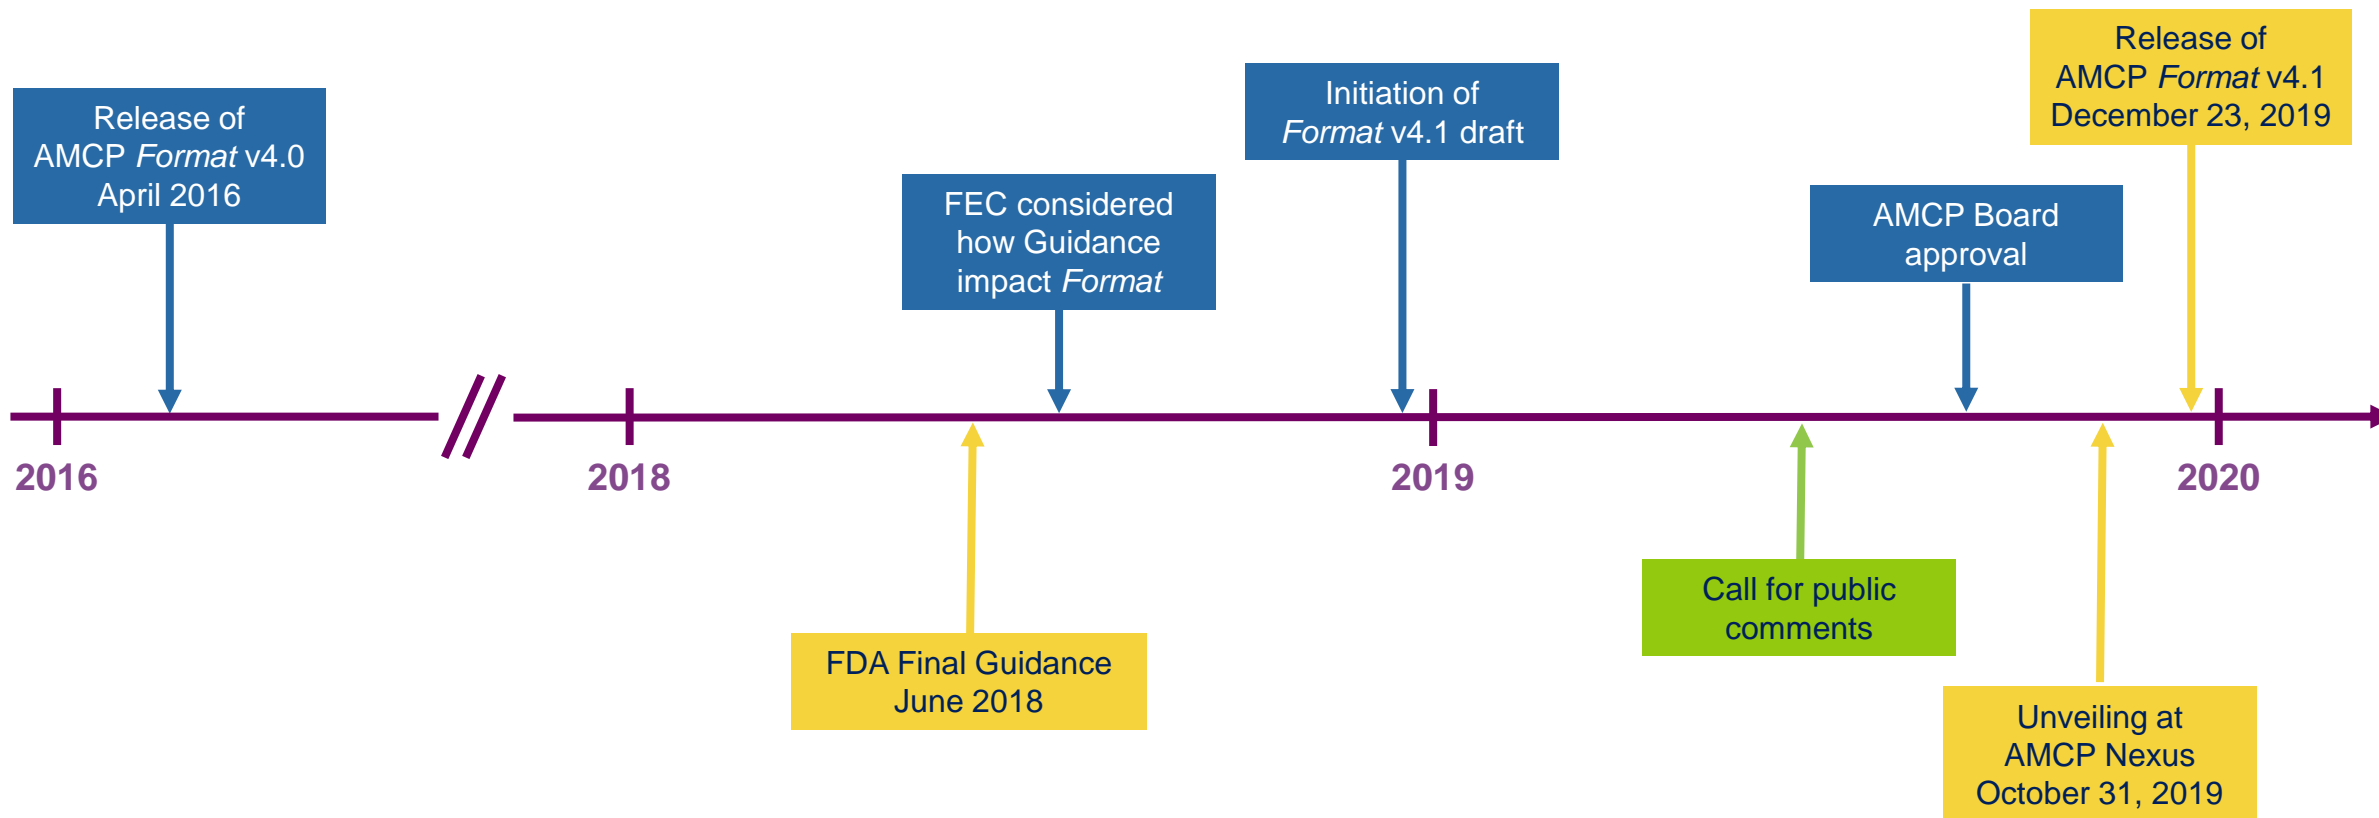 Release of
AMCP Format v4.0
April 2016
FEC considered
how Guidance
impact Format
Initiation of
Format v4.1 draft
AMCP Board
approval
Release of
AMCP Format v4.1
December 23, 2019
2016
2018
2019
2020
FDA Final Guidance
June 2018
Call for public
comments
Unveiling at
AMCP Nexus
October 31, 2019